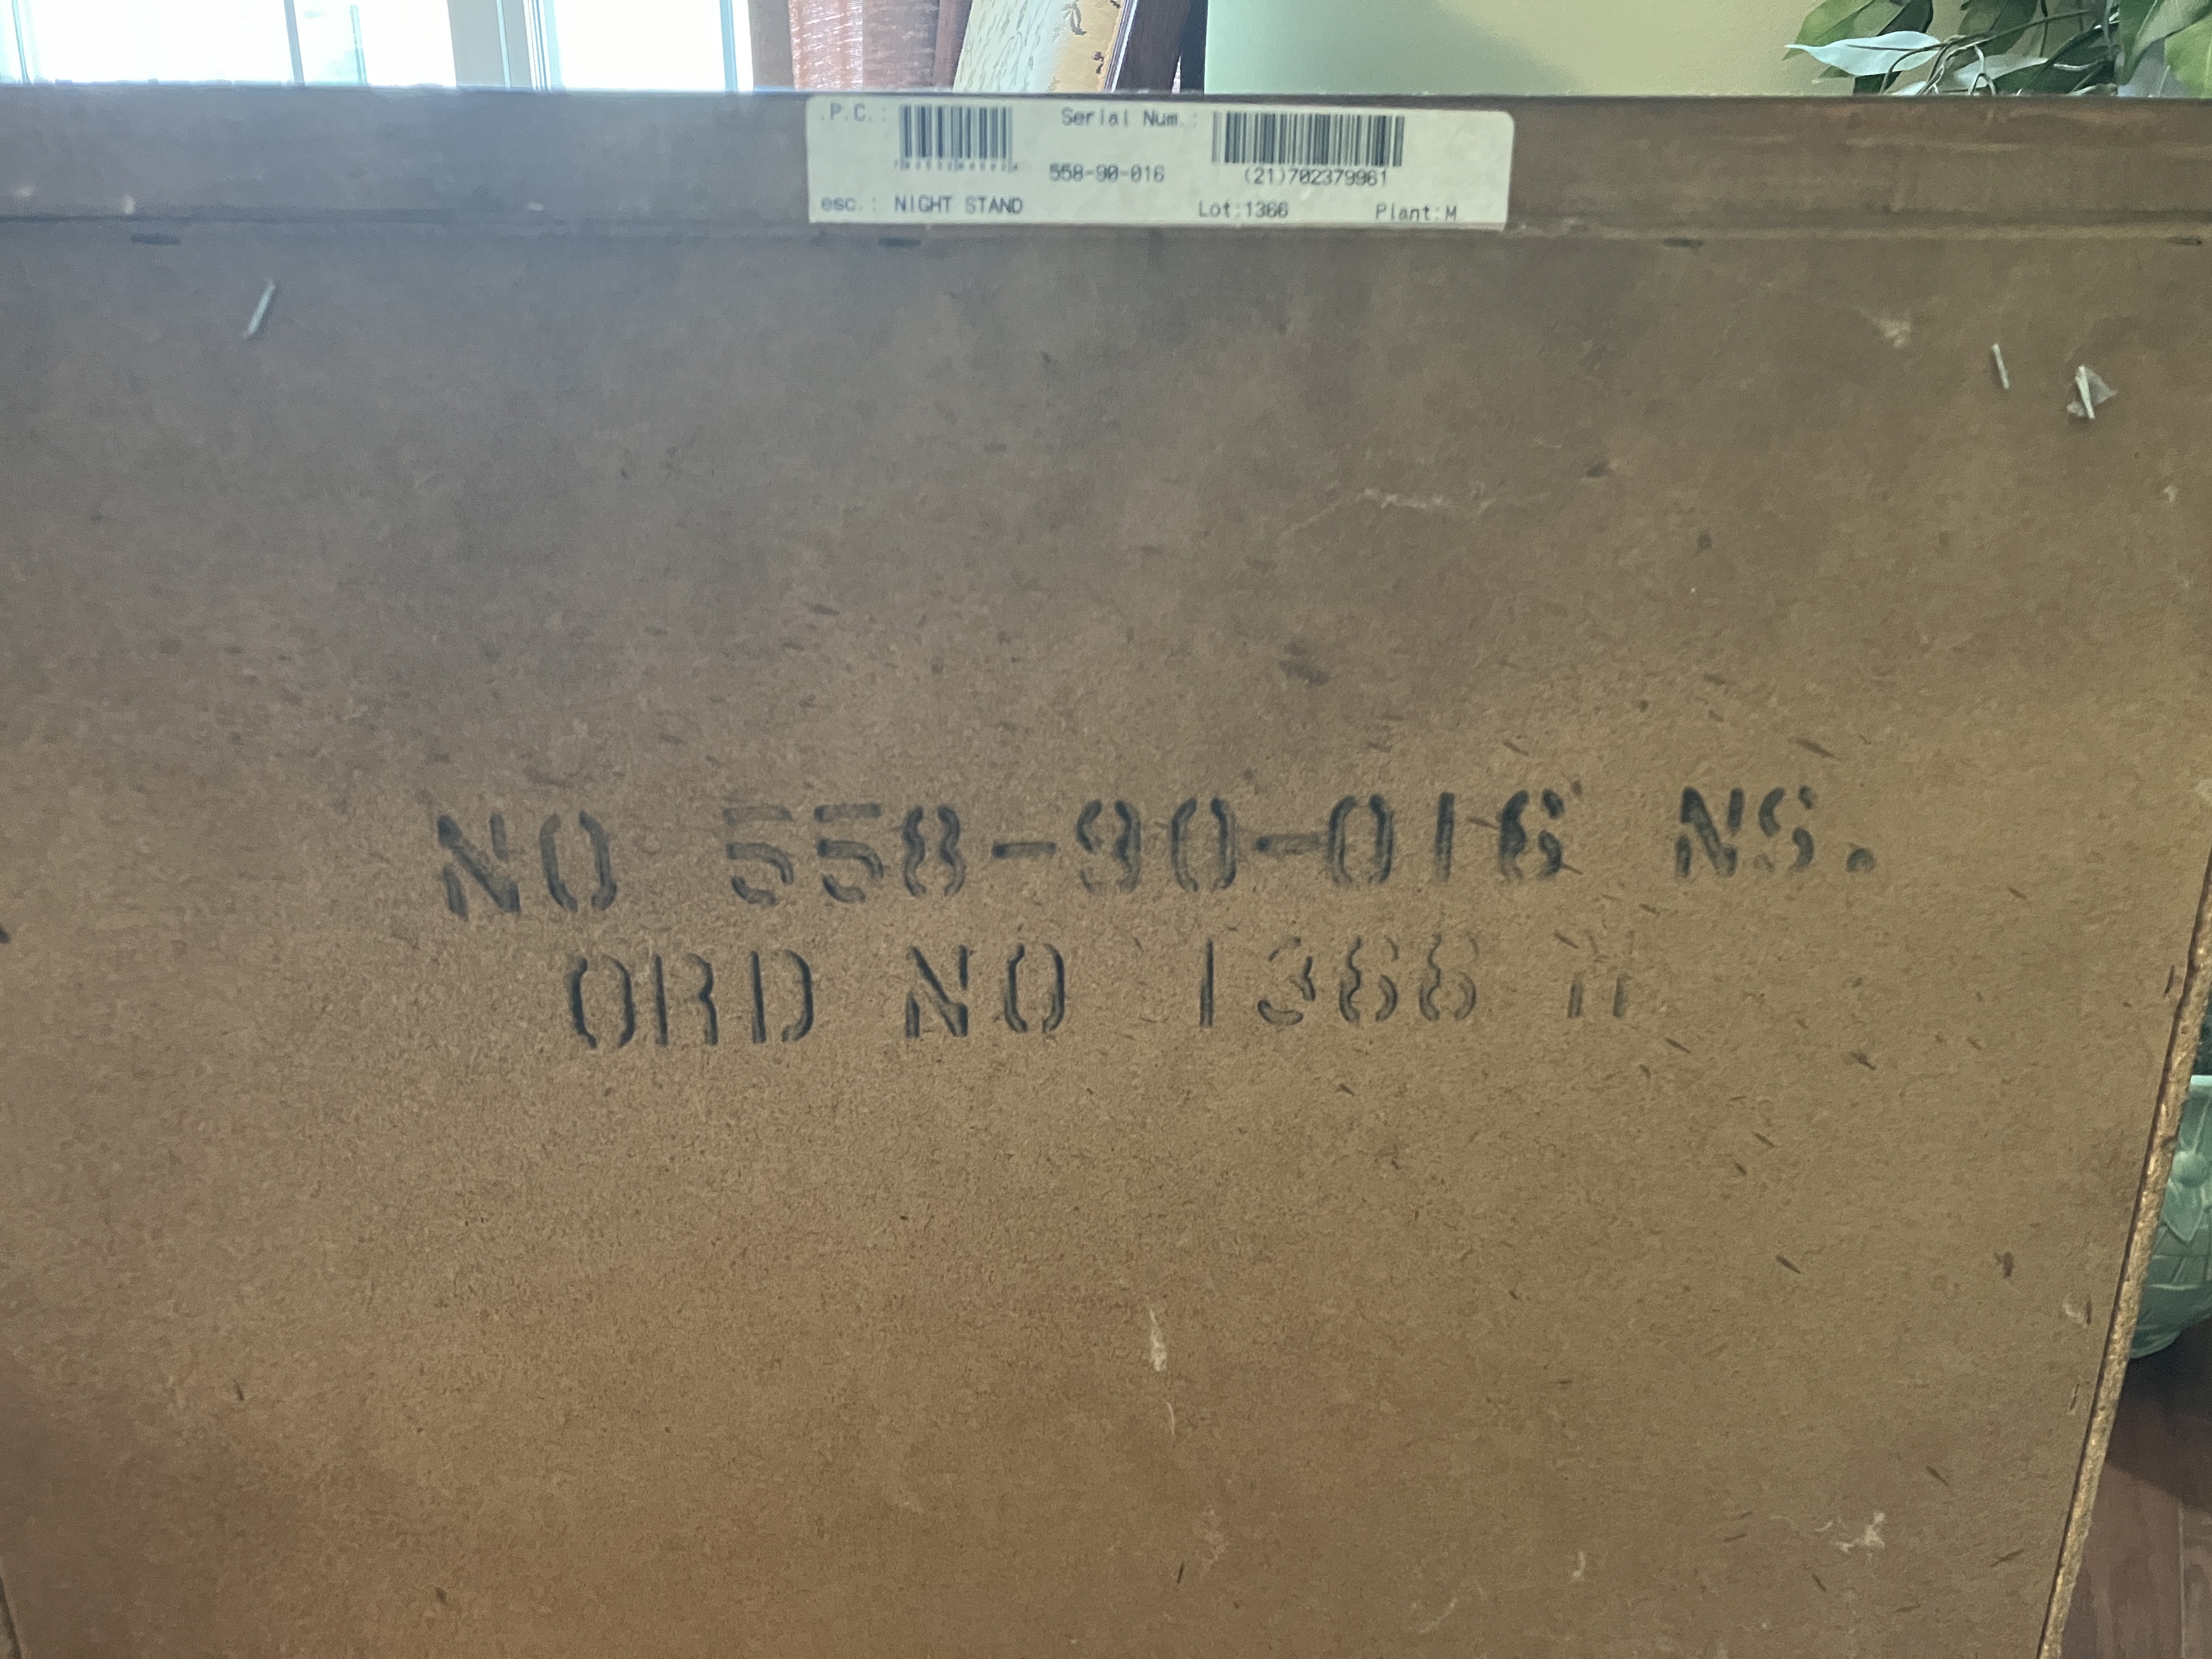 .P.C.: Serial Num.:
558-90-016 (21)702379961
esc.: NIGHT STAND Lot:1366 Plant:M
NO 558-90-016 NS.
ORD NO 1366